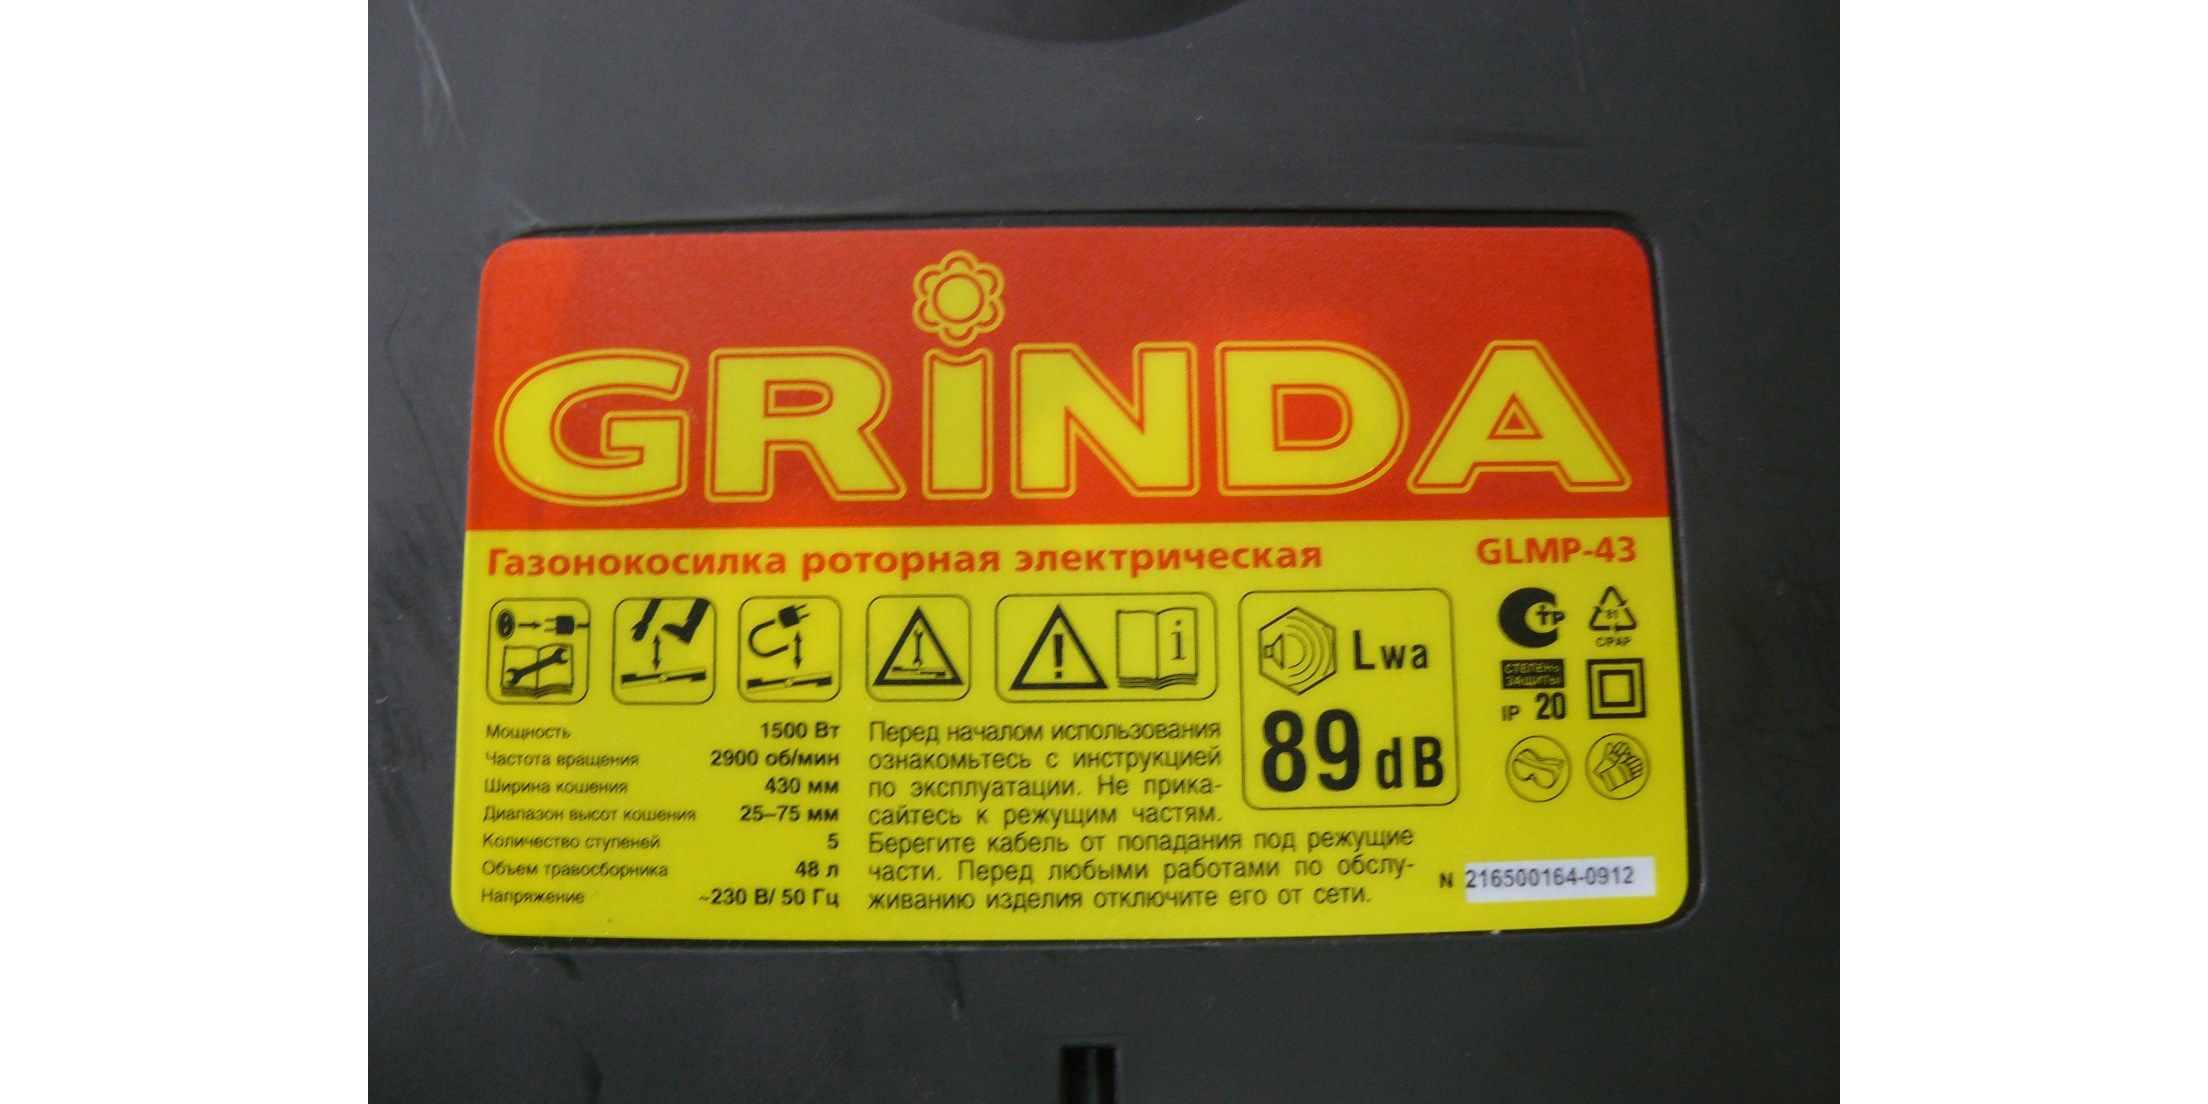 GRINDA
Газонокосилка роторная электрическая GLMP-43
Lwa
89 dB
СТЕПЕНЬ
ЗАЩИТЫ
IP 20
Мощность 1500 Вт
Частота вращения 2900 об/мин
Ширина кошения 430 мм
Диапазон высот кошения 25–75 мм
Количество ступеней 5
Объем травосборника 48 л
Напряжение ~230 В/ 50 Гц
Перед началом использования
ознакомьтесь с инструкцией
по эксплуатации. Не прика-
сайтесь к режущим частям.
Берегите кабель от попадания под режущие
части. Перед любыми работами по обслу-
живанию изделия отключите его от сети.
N 216500164-0912